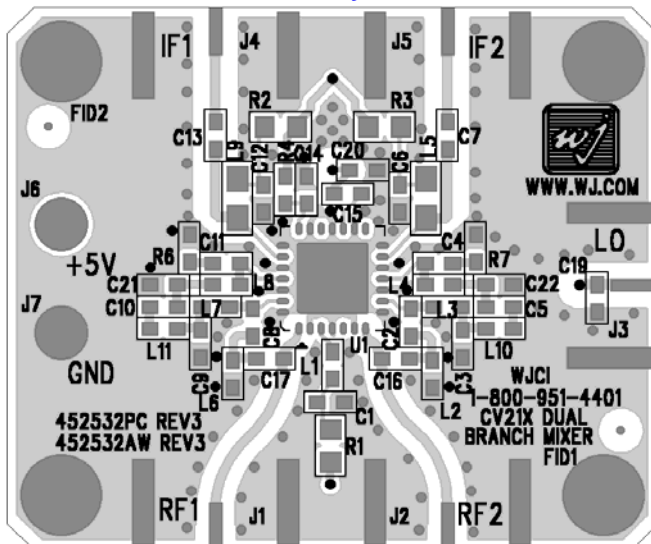 IF1 J4 J5 IF2
FID2
R2 R3
C13 L9 C12 R4 C14 C20 C6 L5 C7
wj
WWW.WJ.COM
J6
C15
+5V R6 C11 C4 R7 LO
C21 L8 L4 C22 C19
J7 C10 L7 L3 C5 J3
L11 C8 U1 C2 L10
GND C9 L6 C17 L1 C16 L2 C3
WJCI
1-800-951-4401
452532PC REV3 C1 CV21X DUAL
452532AW REV3 R1 BRANCH MIXER
FID1
RF1 J1 J2 RF2